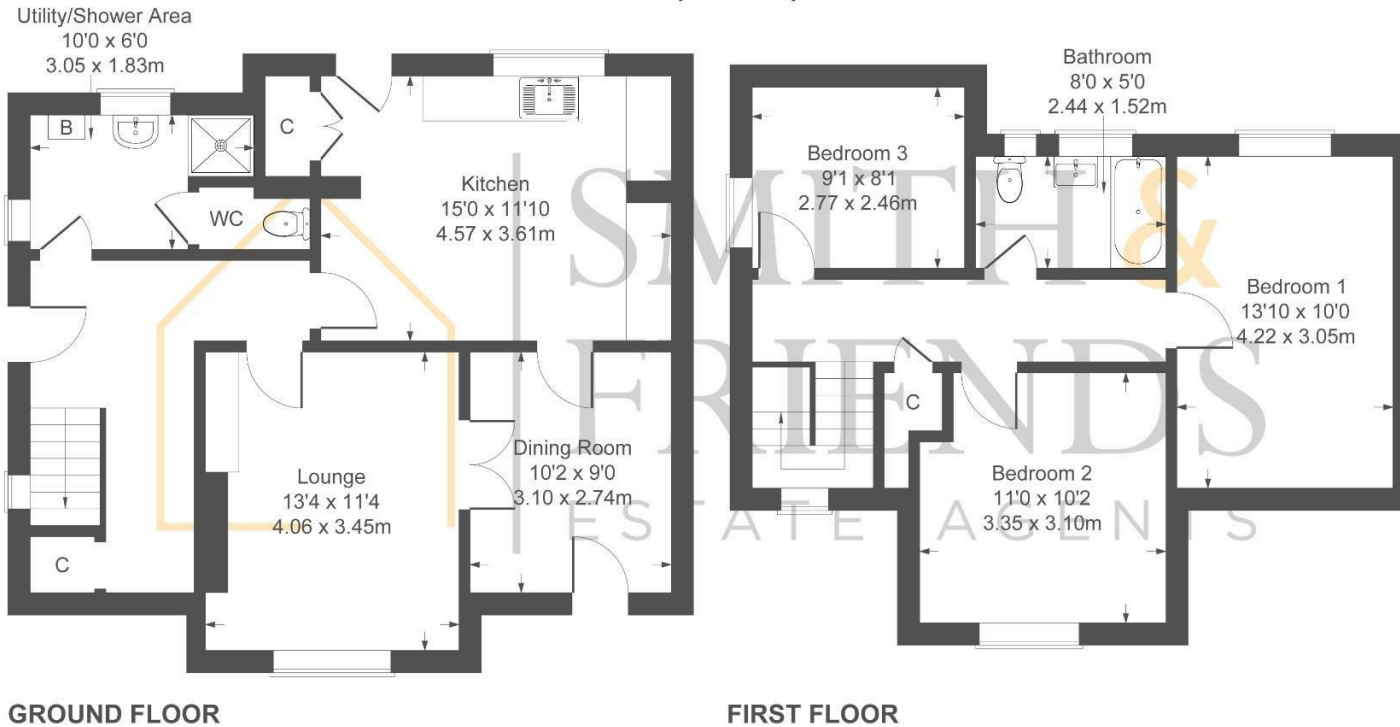 Utility/Shower Area
10'0 x 6'0
3.05 x 1.83m
B
C
WC
Kitchen
15'0 x 11'10
4.57 x 3.61m
Lounge
13'4 x 11'4
4.06 x 3.45m
Dining Room
10'2 x 9'0
3.10 x 2.74m
C
GROUND FLOOR
Bathroom
8'0 x 5'0
2.44 x 1.52m
Bedroom 3
9'1 x 8'1
2.77 x 2.46m
Bedroom 1
13'10 x 10'0
4.22 x 3.05m
C
Bedroom 2
11'0 x 10'2
3.35 x 3.10m
FIRST FLOOR
SMITH &
FRIENDS
ESTATE AGENTS